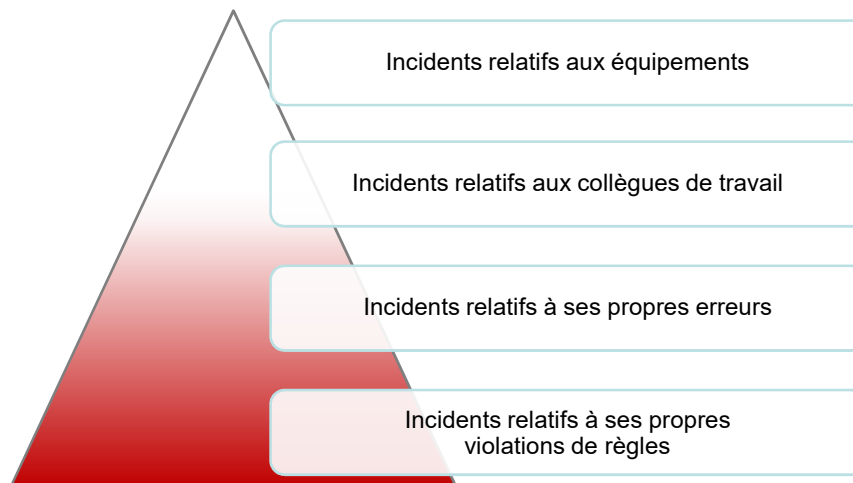 Incidents relatifs aux équipements
Incidents relatifs aux collègues de travail
Incidents relatifs à ses propres erreurs
Incidents relatifs à ses propres
violations de règles